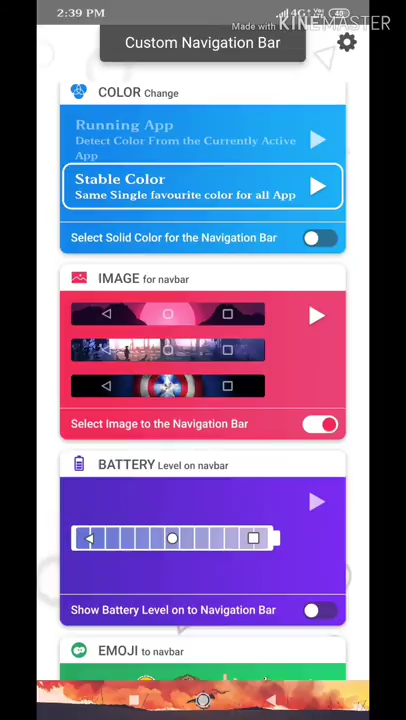 2:39 PM
4G+
40
Made with KINEMASTER
Custom Navigation Bar
COLOR Change
Running App
Detect Color From the Currently Active
App
Stable Color
Same Single favourite color for all App
Select Solid Color for the Navigation Bar
IMAGE for navbar
Select Image to the Navigation Bar
BATTERY Level on navbar
Show Battery Level on to Navigation Bar
EMOJI to navbar